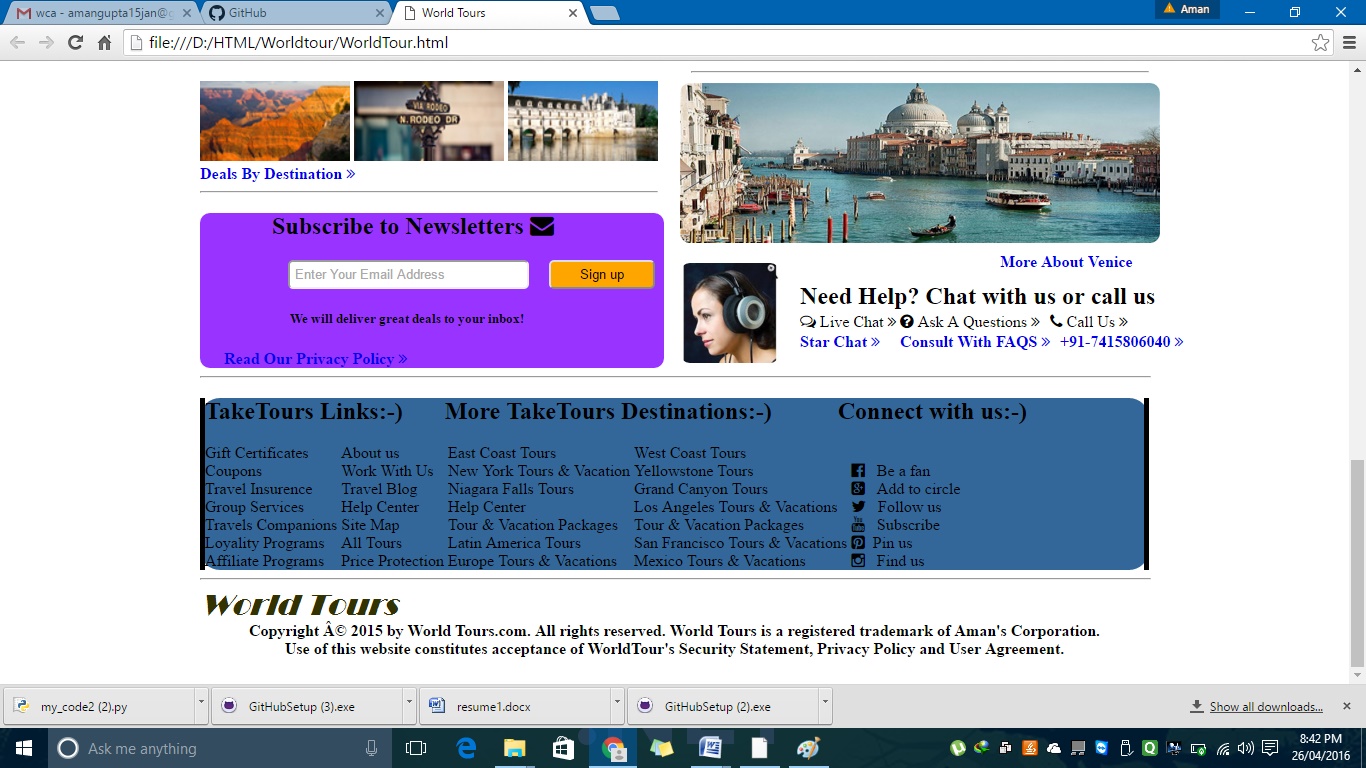 wca - amangupta15jan@g
GitHub
World Tours
Aman
file:///D:/HTML/Worldtour/WorldTour.html
VIA RODEO
N. RODEO DR
Deals By Destination »
Subscribe to Newsletters
Enter Your Email Address
Sign up
We will deliver great deals to your inbox!
Read Our Privacy Policy »
More About Venice
Need Help? Chat with us or call us
Live Chat » Ask A Questions » Call Us »
Star Chat » Consult With FAQS » +91-7415806040 »
TakeTours Links:-) More TakeTours Destinations:-) Connect with us:-)
Gift Certificates About us East Coast Tours West Coast Tours
Coupons Work With Us New York Tours & Vacation Yellowstone Tours Be a fan
Travel Insurence Travel Blog Niagara Falls Tours Grand Canyon Tours Add to circle
Group Services Help Center Help Center Los Angeles Tours & Vacations Follow us
Travels Companions Site Map Tour & Vacation Packages Tour & Vacation Packages Subscribe
Loyality Programs All Tours Latin America Tours San Francisco Tours & Vacations Pin us
Affiliate Programs Price Protection Europe Tours & Vacations Mexico Tours & Vacations Find us
World Tours
Copyright Â© 2015 by World Tours.com. All rights reserved. World Tours is a registered trademark of Aman's Corporation.
Use of this website constitutes acceptance of WorldTour's Security Statement, Privacy Policy and User Agreement.
my_code2 (2).py
GitHubSetup (3).exe
resume1.docx
GitHubSetup (2).exe
Show all downloads...
Ask me anything
8:42 PM
26/04/2016